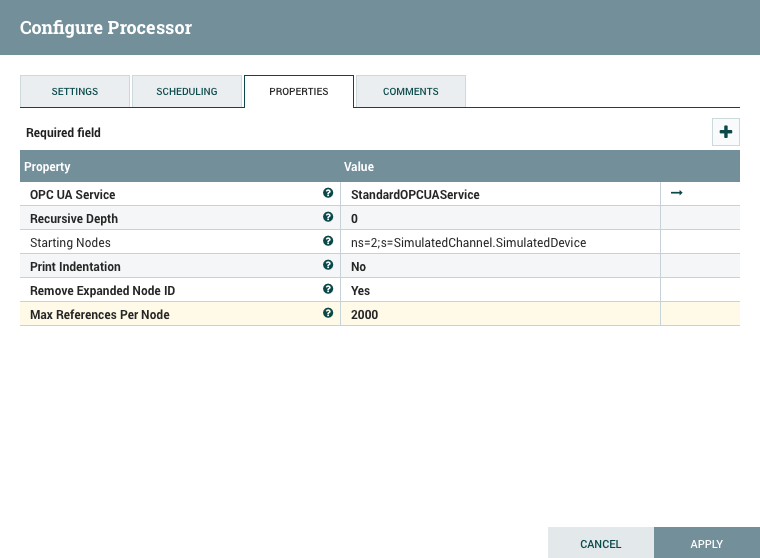 Configure Processor
SETTINGS
SCHEDULING
PROPERTIES
COMMENTS
Required field
Property Value
OPC UA Service StandardOPCUAService
Recursive Depth 0
Starting Nodes ns=2;s=SimulatedChannel.SimulatedDevice
Print Indentation No
Remove Expanded Node ID Yes
Max References Per Node 2000
CANCEL
APPLY